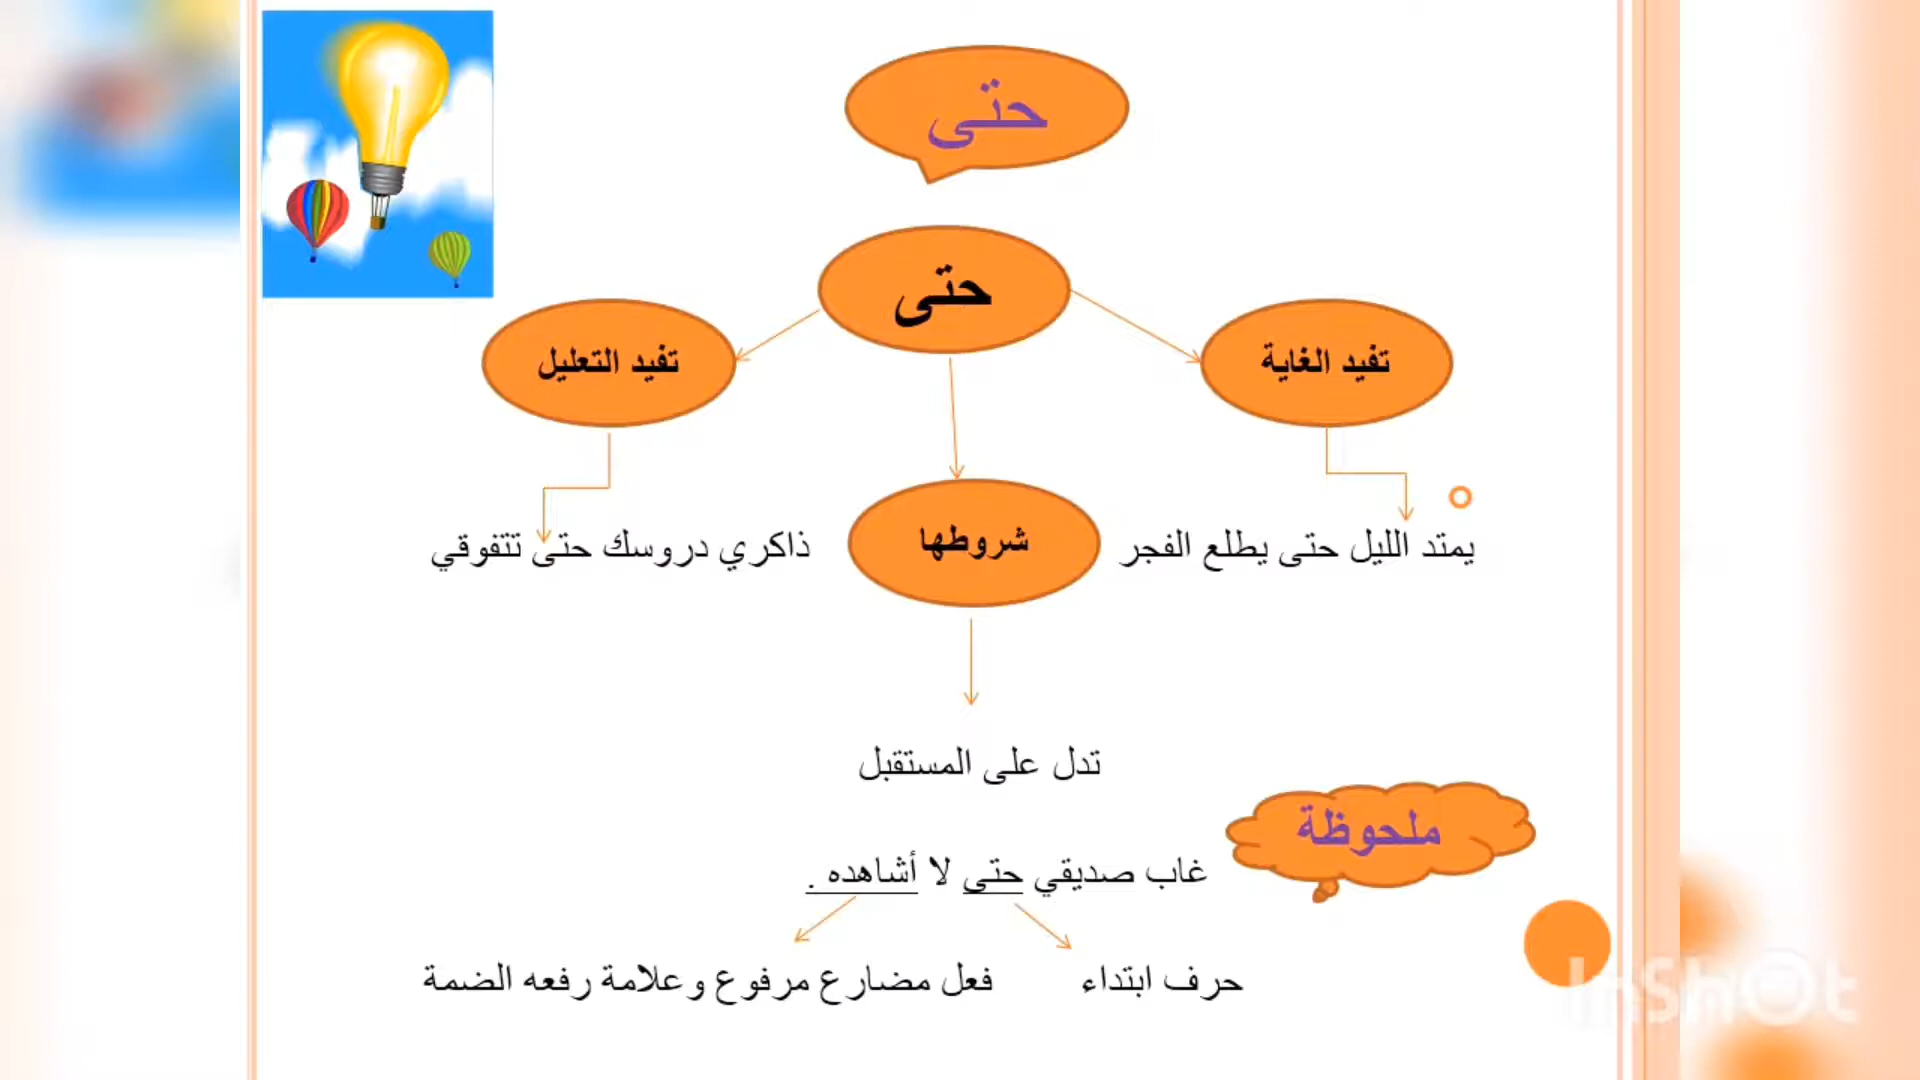 حتى
حتى
تفيد الغاية
تفيد التعليل
يمتد الليل حتى يطلع الفجر
شروطها
ذاكري دروسك حتى تتفوقي
تدل على المستقبل
ملحوظة
غاب صديقي حتى لا أشاهده .
حرف ابتداء
فعل مضارع مرفوع وعلامة رفعه الضمة
InShot